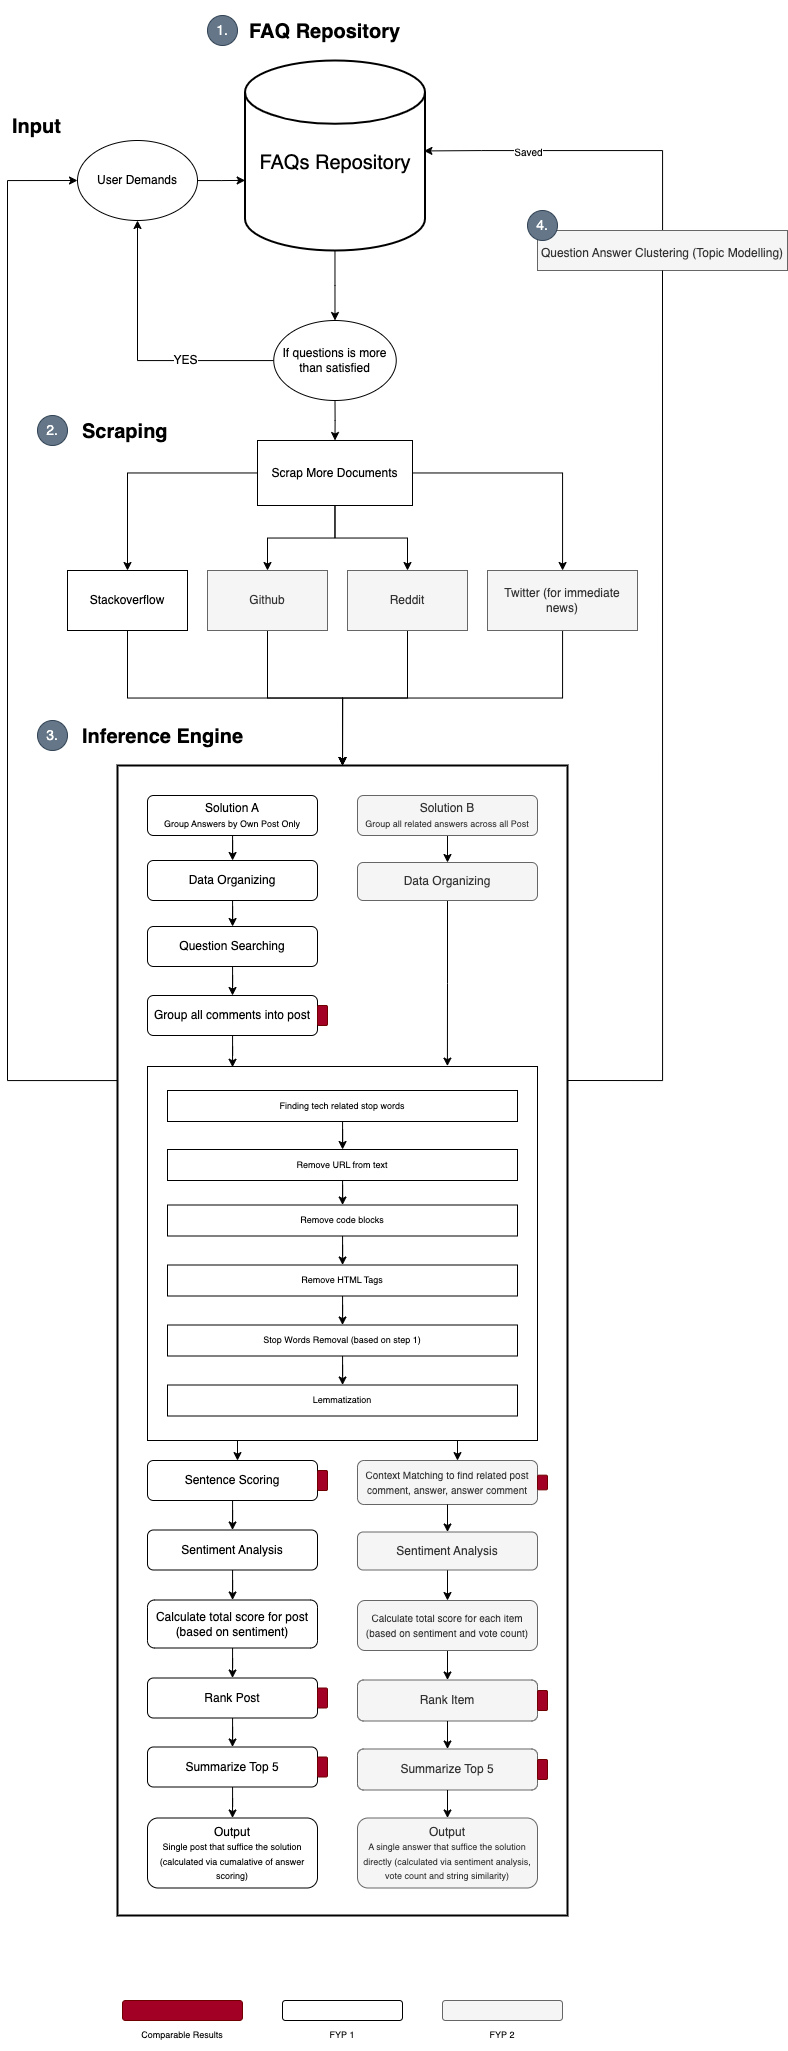 1.
FAQ Repository
Input
FAQs Repository
User Demands
Saved
4.
Question Answer Clustering (Topic Modelling)
If questions is more
than satisfied
YES
2.
Scraping
Scrap More Documents
Stackoverflow
Github
Reddit
Twitter (for immediate
news)
3.
Inference Engine
Solution A
Group Answers by Own Post Only
Solution B
Group all related answers across all Post
Data Organizing
Data Organizing
Question Searching
Group all comments into post
Finding tech related stop words
Remove URL from text
Remove code blocks
Remove HTML Tags
Stop Words Removal (based on step 1)
Lemmatization
Sentence Scoring
Context Matching to find related post
comment, answer, answer comment
Sentiment Analysis
Sentiment Analysis
Calculate total score for post
(based on sentiment)
Calculate total score for each item
(based on sentiment and vote count)
Rank Post
Rank Item
Summarize Top 5
Summarize Top 5
Output
Single post that suffice the solution
(calculated via cumalative of answer
scoring)
Output
A single answer that suffice the solution
directly (calculated via sentiment analysis,
vote count and string similarity)
Comparable Results
FYP 1
FYP 2